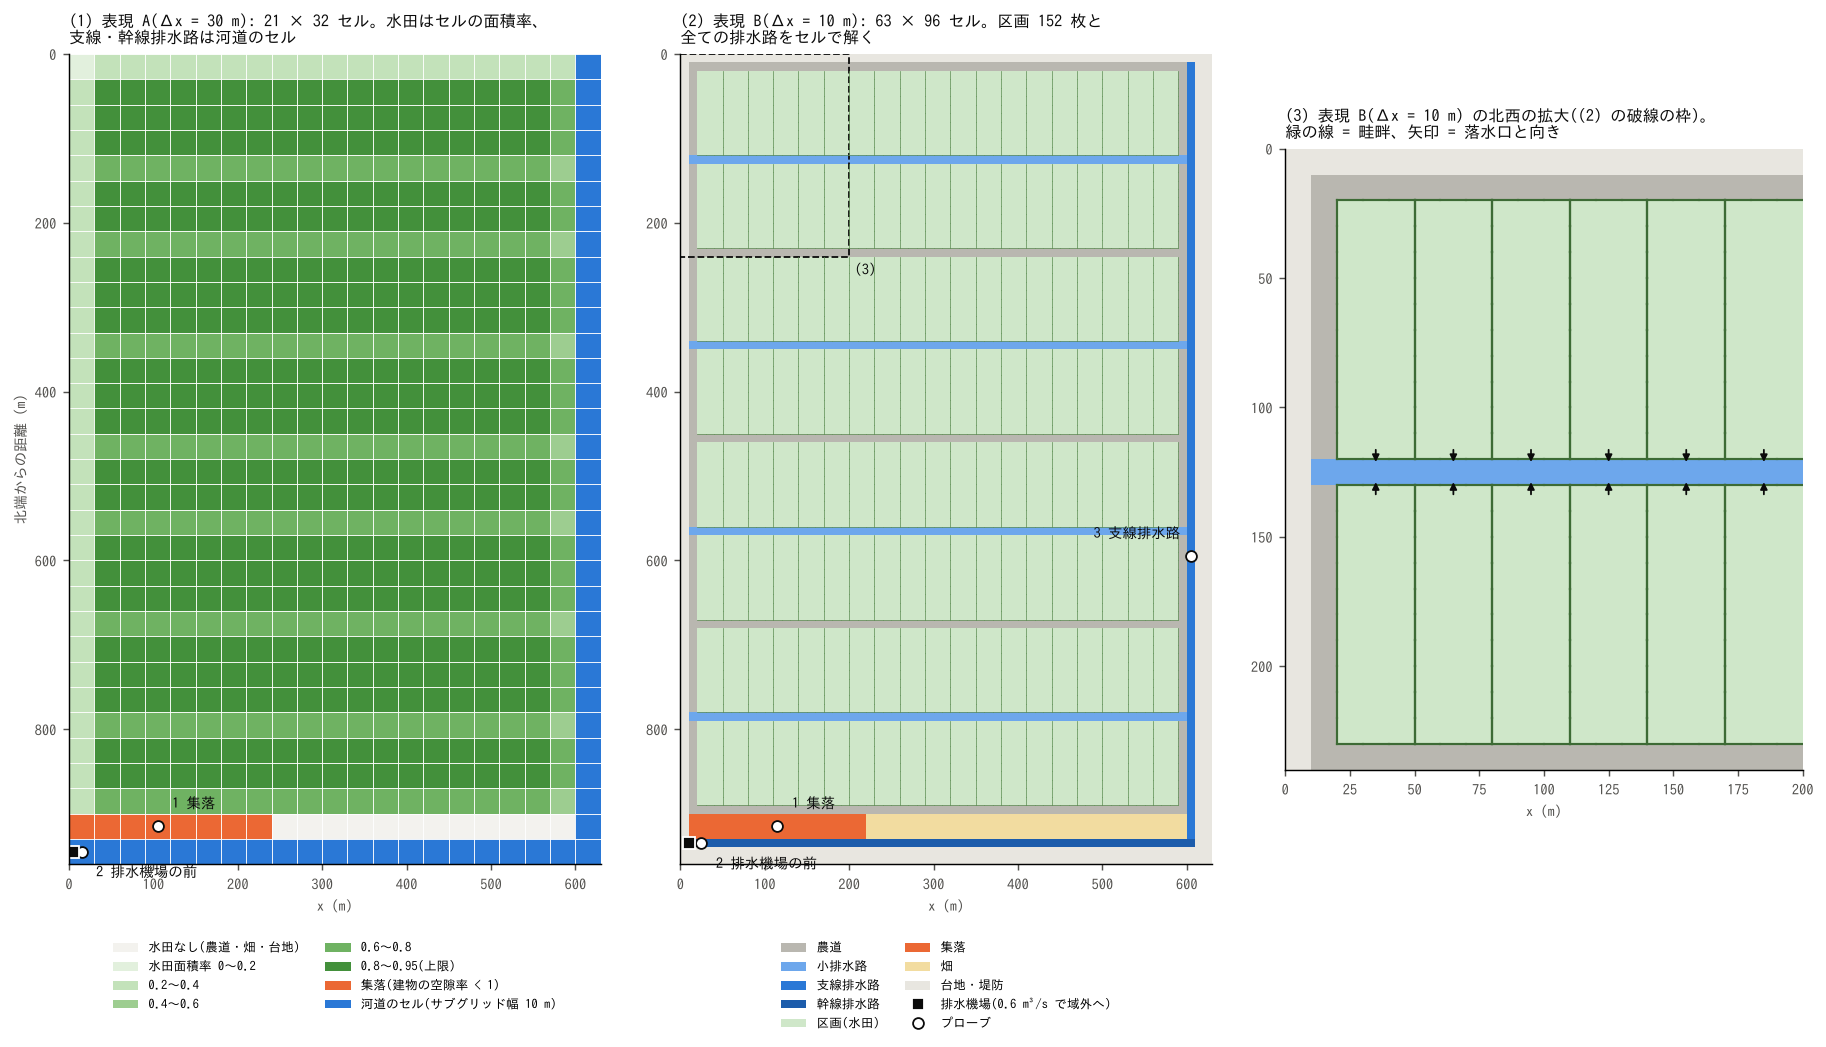 (1) 表現 A(Δx = 30 m): 21 × 32 セル。水田はセルの面積率、
支線・幹線排水路は河道のセル
0
200
400
600
800
北端からの距離 (m)
1 集落
2 排水機場の前
0
100
200
300
400
500
600
x (m)
水田なし(農道・畑・台地)
水田面積率 0〜0.2
0.2〜0.4
0.4〜0.6
0.6〜0.8
0.8〜0.95(上限)
集落(建物の空隙率 < 1)
河道のセル(サブグリッド幅 10 m)
(2) 表現 B(Δx = 10 m): 63 × 96 セル。区画 152 枚と
全ての排水路をセルで解く
0
200
400
600
800
(3)
3 支線排水路
1 集落
2 排水機場の前
0
100
200
300
400
500
600
x (m)
農道
小排水路
支線排水路
幹線排水路
区画(水田)
集落
畑
台地・堤防
排水機場(0.6 m³/s で域外へ)
プローブ
(3) 表現 B(Δx = 10 m) の北西の拡大((2) の破線の枠)。
緑の線 = 畦畔、矢印 = 落水口と向き
0
50
100
150
200
0
25
50
75
100
125
150
175
200
x (m)